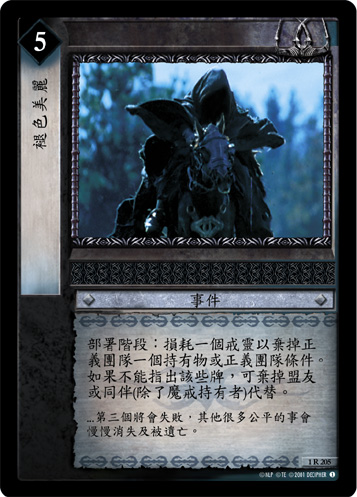 5
褪色美麗
事件
部署階段：損耗一個戒靈以棄掉正
義團隊一個持有物或正義團隊條件。
如果不能指出該些牌，可棄掉盟友
或同伴(除了魔戒持有者)代替。
...第三個將會失敗，其他很多公平的事會
慢慢消失及被遺忘。
1 R 205
©NLP ©TE ©2001 DECIPHER